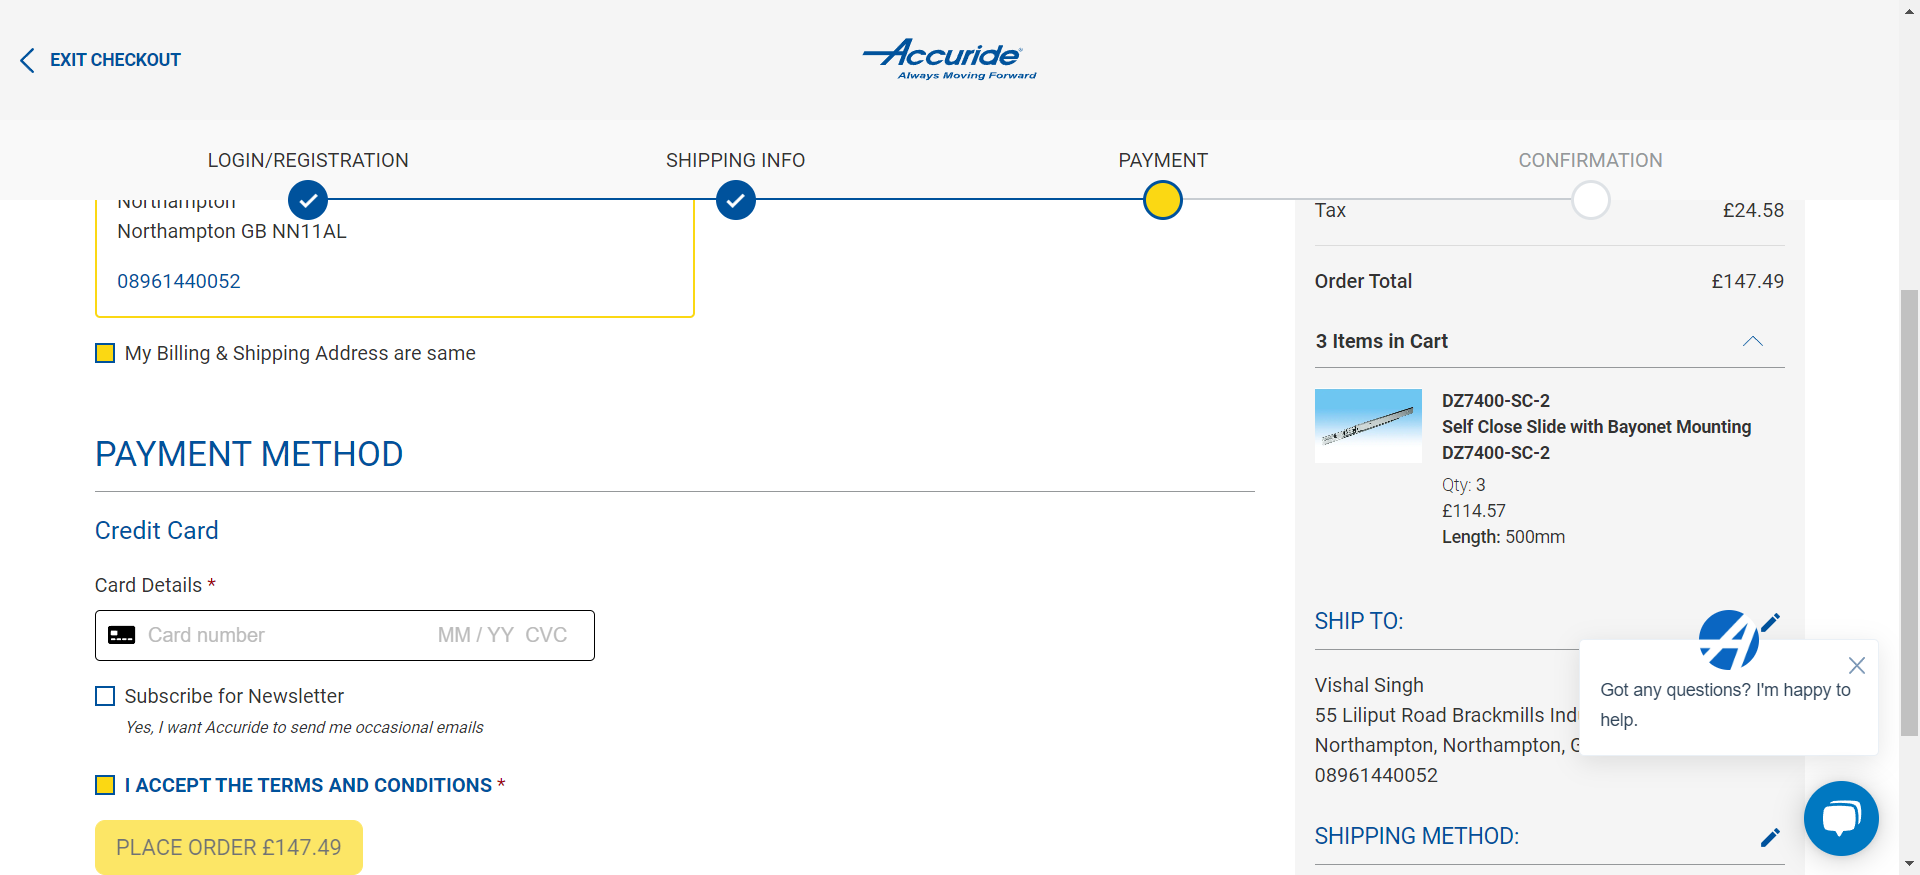 EXIT CHECKOUT
Accuride®
Always Moving Forward
LOGIN/REGISTRATION
SHIPPING INFO
PAYMENT
CONFIRMATION
Northampton
Northampton GB NN11AL
08961440052
My Billing & Shipping Address are same
PAYMENT METHOD
Credit Card
Card Details *
Card number MM / YY CVC
Subscribe for Newsletter
Yes, I want Accuride to send me occasional emails
I ACCEPT THE TERMS AND CONDITIONS *
PLACE ORDER £147.49
Tax £24.58
Order Total £147.49
3 Items in Cart
DZ7400-SC-2
Self Close Slide with Bayonet Mounting
DZ7400-SC-2
Qty: 3
£114.57
Length: 500mm
SHIP TO:
Vishal Singh
55 Liliput Road Brackmills
Northampton, Northampton,
08961440052
Got any questions? I'm happy to
help.
SHIPPING METHOD: